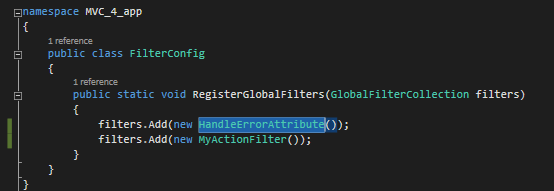 namespace MVC_4_app
{
1 reference
public class FilterConfig
{
1 reference
public static void RegisterGlobalFilters(GlobalFilterCollection filters)
{
filters.Add(new HandleErrorAttribute());
filters.Add(new MyActionFilter());
}
}
}